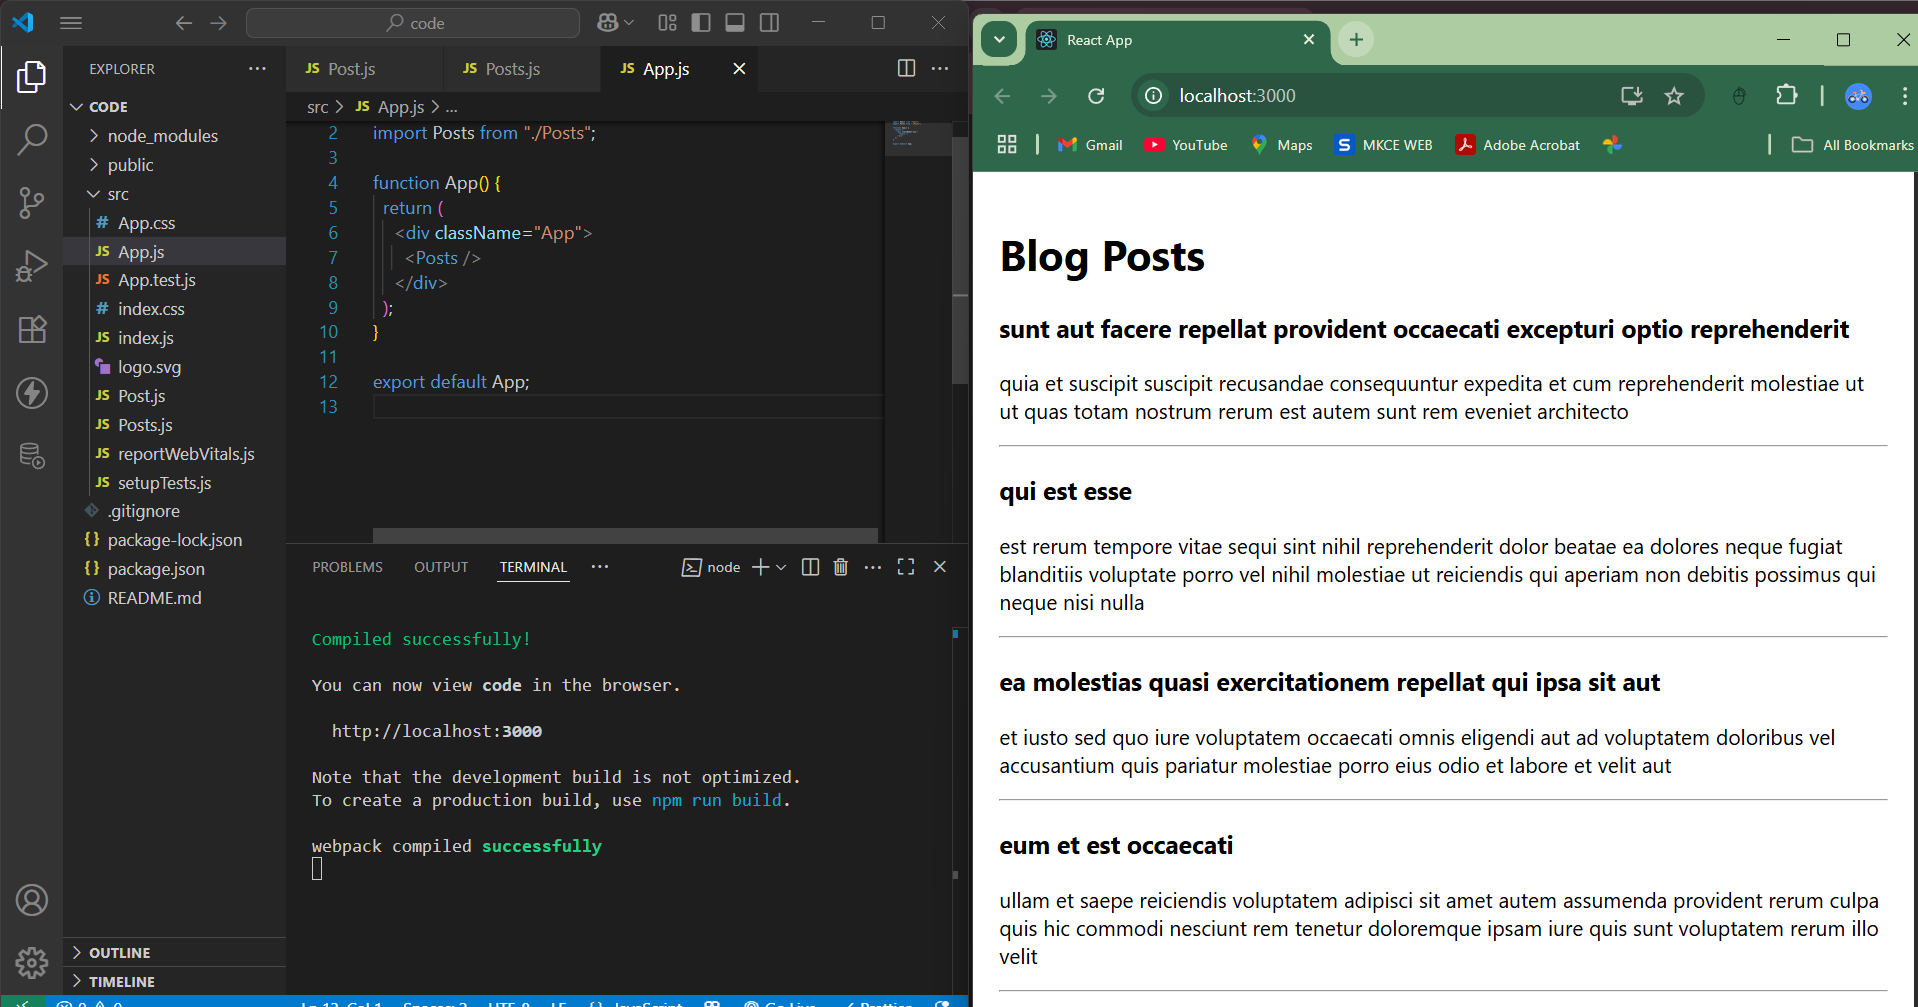 code
EXPLORER
CODE
node_modules
public
src
# App.css
JS App.js
JS App.test.js
# index.css
JS index.js
logo.svg
JS Post.js
JS Posts.js
JS reportWebVitals.js
JS setupTests.js
.gitignore
{} package-lock.json
{} package.json
README.md
OUTLINE
TIMELINE
JS Post.js
JS Posts.js
JS App.js
src > JS App.js > ...
2 import Posts from "./Posts";
3
4 function App() {
5 return (
6 <div className="App">
7 <Posts />
8 </div>
9 );
10 }
11
12 export default App;
13
PROBLEMS OUTPUT TERMINAL ... node
Compiled successfully!
You can now view code in the browser.
http://localhost:3000
Note that the development build is not optimized.
To create a production build, use npm run build.
webpack compiled successfully
React App
localhost:3000
Gmail YouTube Maps S MKCE WEB Adobe Acrobat All Bookmarks
Blog Posts
sunt aut facere repellat provident occaecati excepturi optio reprehenderit
quia et suscipit suscipit recusandae consequuntur expedita et cum reprehenderit molestiae ut
ut quas totam nostrum rerum est autem sunt rem eveniet architecto
qui est esse
est rerum tempore vitae sequi sint nihil reprehenderit dolor beatae ea dolores neque fugiat
blanditiis voluptate porro vel nihil molestiae ut reiciendis qui aperiam non debitis possimus qui
neque nisi nulla
ea molestias quasi exercitationem repellat qui ipsa sit aut
et iusto sed quo iure voluptatem occaecati omnis eligendi aut ad voluptatem doloribus vel
accusantium quis pariatur molestiae porro eius odio et labore et velit aut
eum et est occaecati
ullam et saepe reiciendis voluptatem adipisci sit amet autem assumenda provident rerum culpa
quis hic commodi nesciunt rem tenetur doloremque ipsam iure quis sunt voluptatem rerum illo
velit